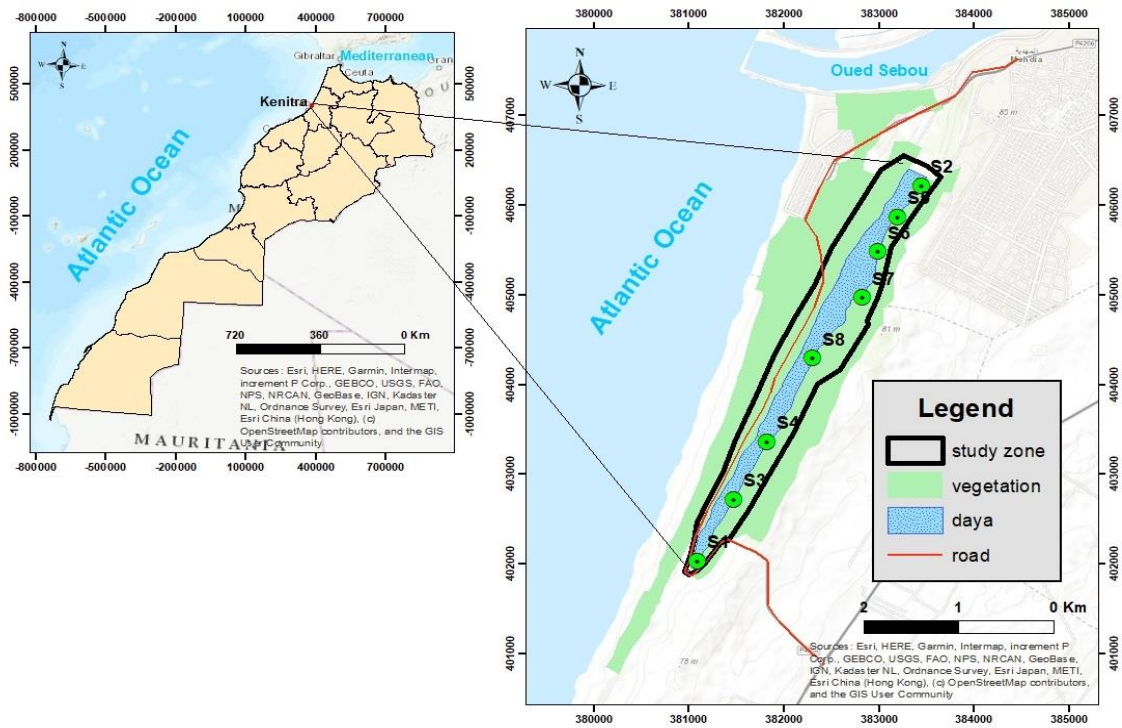 -800000 -500000 -200000 100000 400000 700000
N
W E
S
Gibraltar
Mediterranean
Ceuta
Oran
Kenitra
Atlantic Ocean
500000
200000
-100000
-400000
-700000
-1000000
500000
200000
-100000
-400000
-700000
-1000000
720 360 0 Km
Sources: Esri, HERE, Garmin, Intermap,
increment P Corp., GEBCO, USGS, FAO,
NPS, NRCAN, GeoBase, IGN, Kadaster
NL, Ordnance Survey, Esri Japan, METI,
Esri China (Hong Kong), (c)
OpenStreetMap contributors, and the GIS
User Community
MAURITANIA
-800000 -500000 -200000 100000 400000 700000
380000 381000 382000 383000 384000 385000
N
W E
S
Oued Sebou
Mehdia
P4266
85 m
Atlantic Ocean
S2
S5
S6
S7
81 m
S8
S4
S3
S1
78 m
407000
406000
405000
404000
403000
402000
401000
407000
406000
405000
404000
403000
402000
401000
Legend
study zone
vegetation
daya
road
2 1 0 Km
Sources: Esri, HERE, Garmin, Intermap, increment P
Corp., GEBCO, USGS, FAO, NPS, NRCAN, GeoBase,
IGN, Kadaster NL, Ordnance Survey, Esri Japan, METI,
Esri China (Hong Kong), (c) OpenStreetMap contributors,
and the GIS User Community
380000 381000 382000 383000 384000 385000